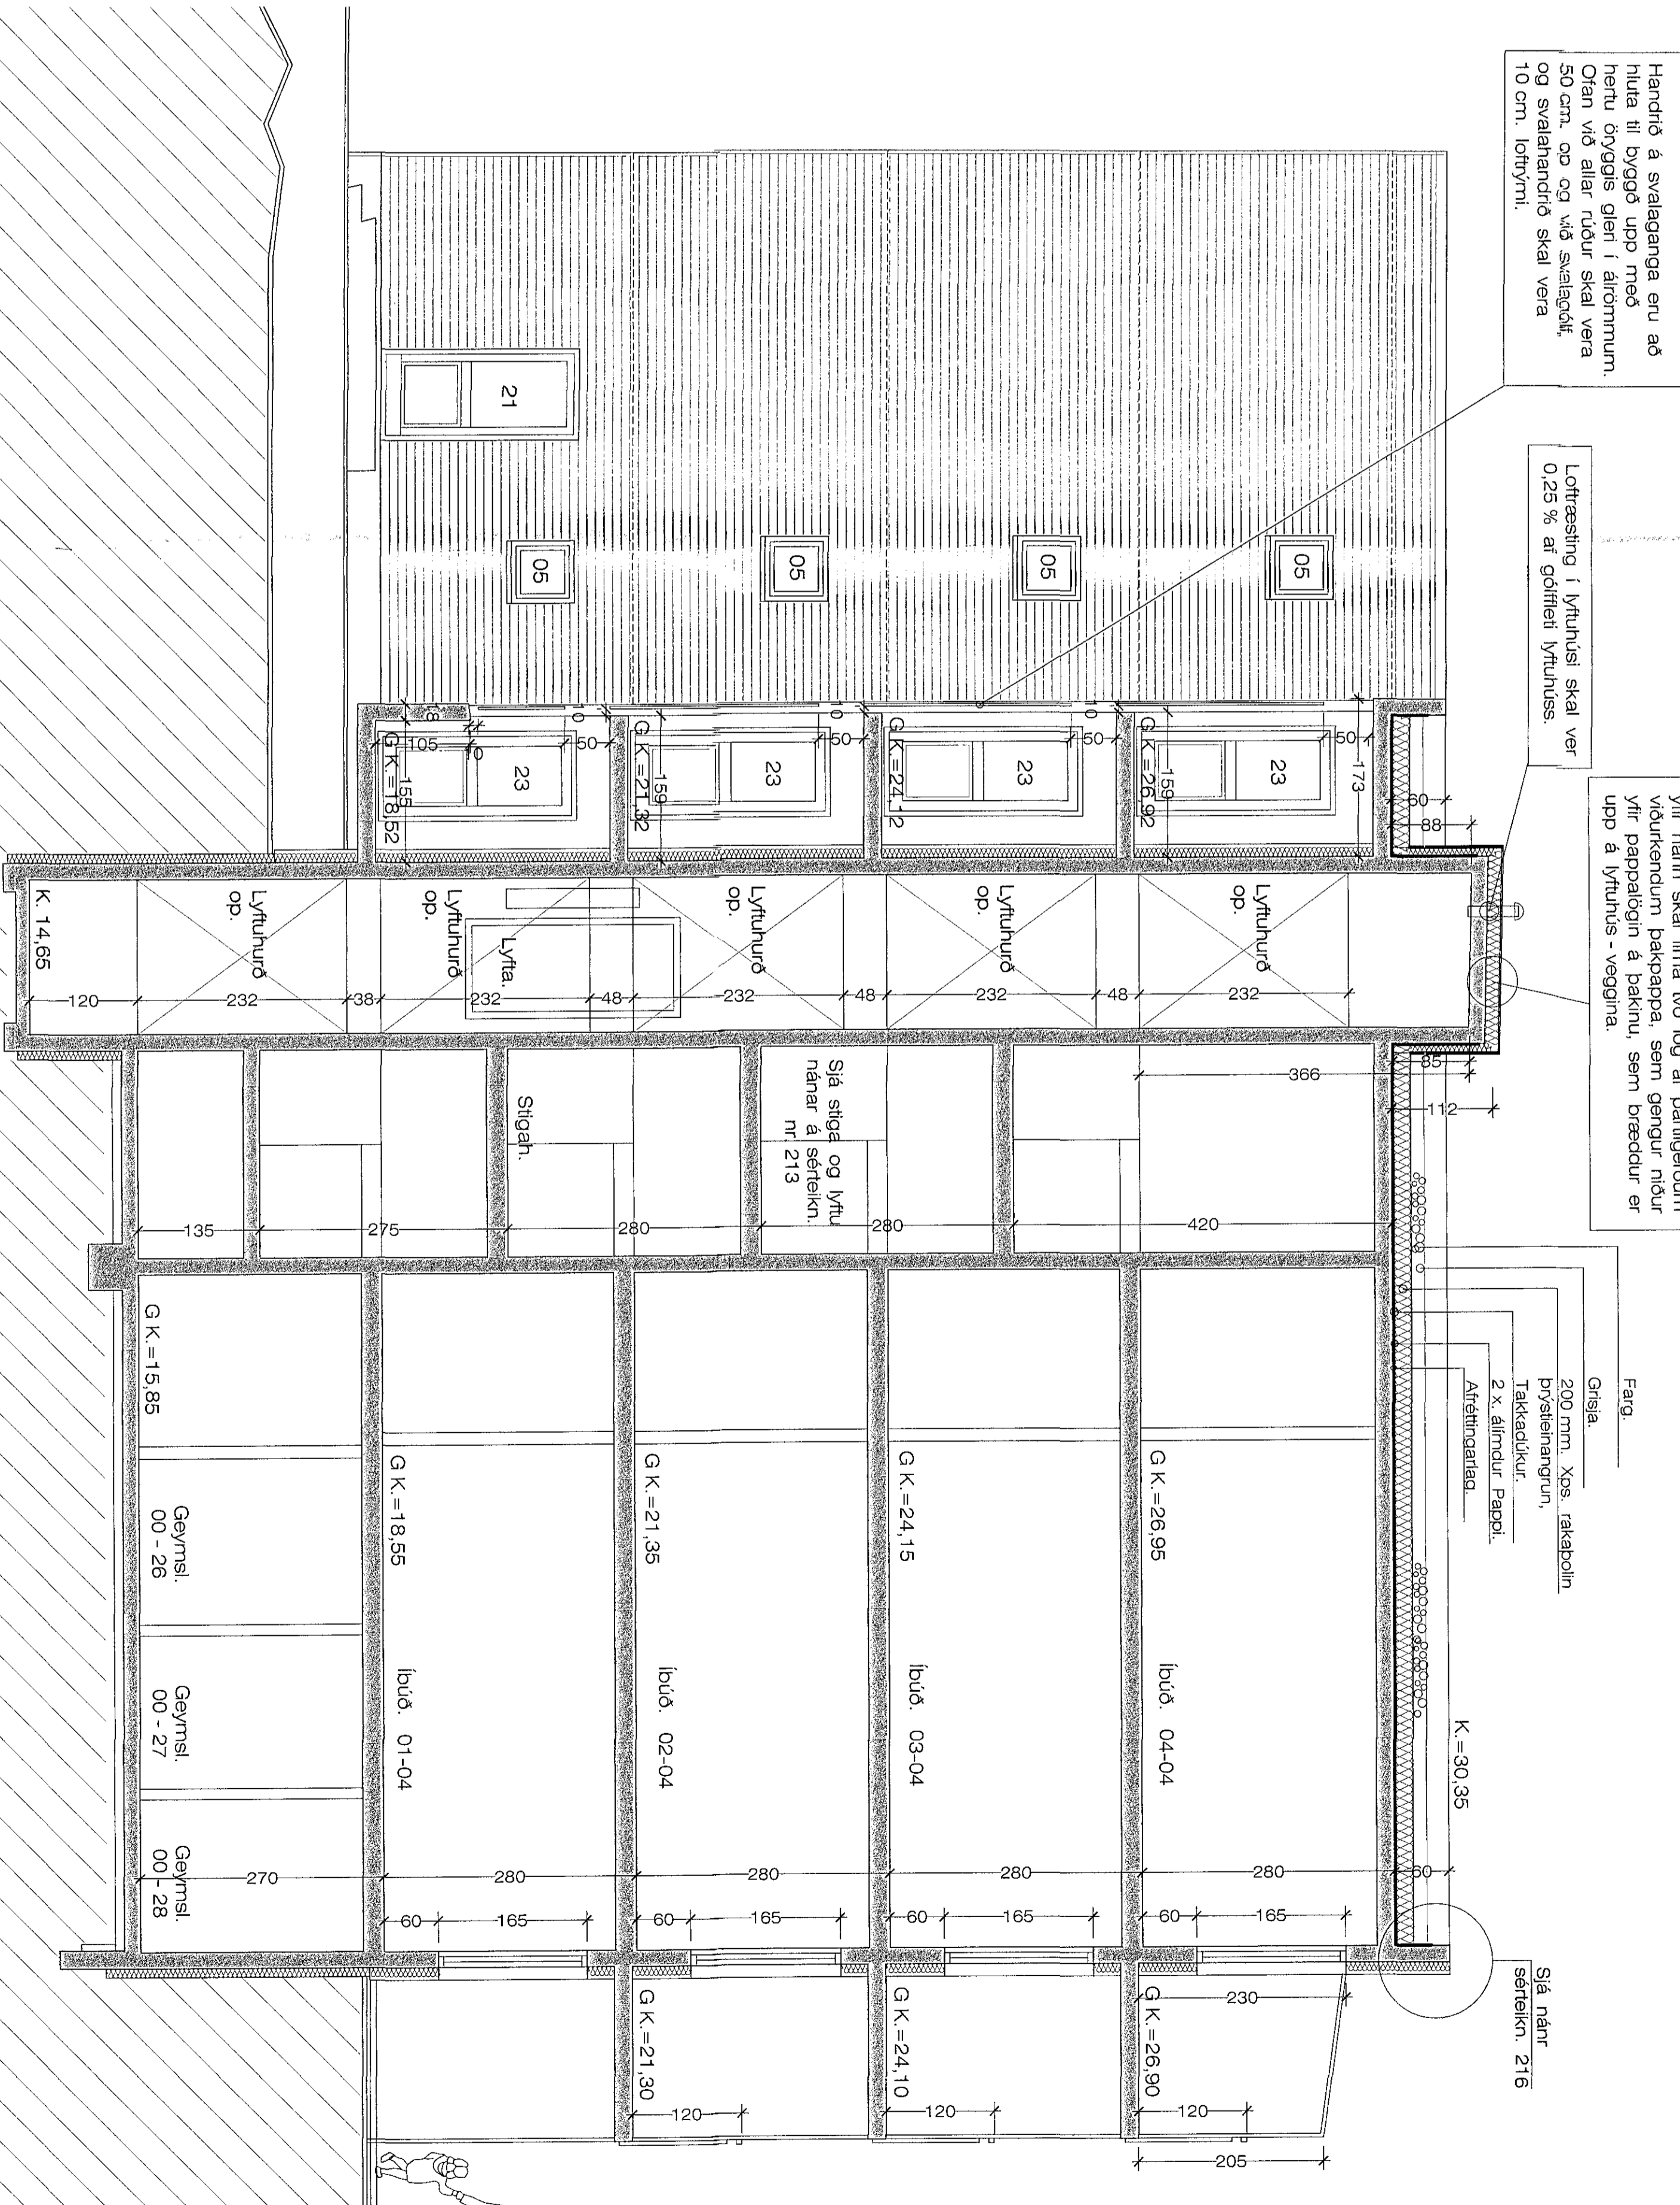 Handrið á svalaganga eru að
hluta til byggð upp með
hertu öryggis gleri í álrömmum.
Ofan við allar rúður skal vera
50 cm. op og við svalagólf,
og svalahandrið skal vera
10 cm. loftrými.
Loftræsting í lyftuhúsi skal ver
0,25 % af gólffleti lyftuhúss.
viðurkendum þakpappa, sem gengur niður
yfir pappalögin á þakinu, sem bræddur er
upp á lyftuhús - veggina.
Farg.
Grisja.
200 mm. Xps. rakaþolin
þrýstieinangrun,
Takkadúkur.
2 x. álímdur Pappi.
Afréttingarlag.
K.=30,35
Sjá nánr
sérteikn. 216
60
88
85
112
60
05
05
05
05
21
173
50
23
159
G K.=26,92
10
50
23
G K.=24,12
10
50
23
159
G K.=21,32
10
50
23
105
10
18
155
G K.=18,52
Lyftuhurð
op.
232
48
Lyftuhurð
op.
232
48
Lyftuhurð
op.
232
48
Lyfta.
Lyftuhurð
op.
232
38
Lyftuhurð
op.
232
120
K. 14,65
366
Sjá stiga og lyftu
nánar á sérteikn.
nr. 213
Stigah.
420
280
280
275
135
G K.=26,95
Íbúð. 04-04
280
60
165
G K.=24,15
Íbúð. 03-04
280
60
165
G K.=21,35
Íbúð. 02-04
280
60
165
G K.=18,55
Íbúð. 01-04
280
60
165
G K.=15,85
Geymsl.
00 - 26
Geymsl.
00 - 27
Geymsl.
00 - 28
270
230
G K.=26,90
120
205
G K.=24,10
120
G K.=21,30
120